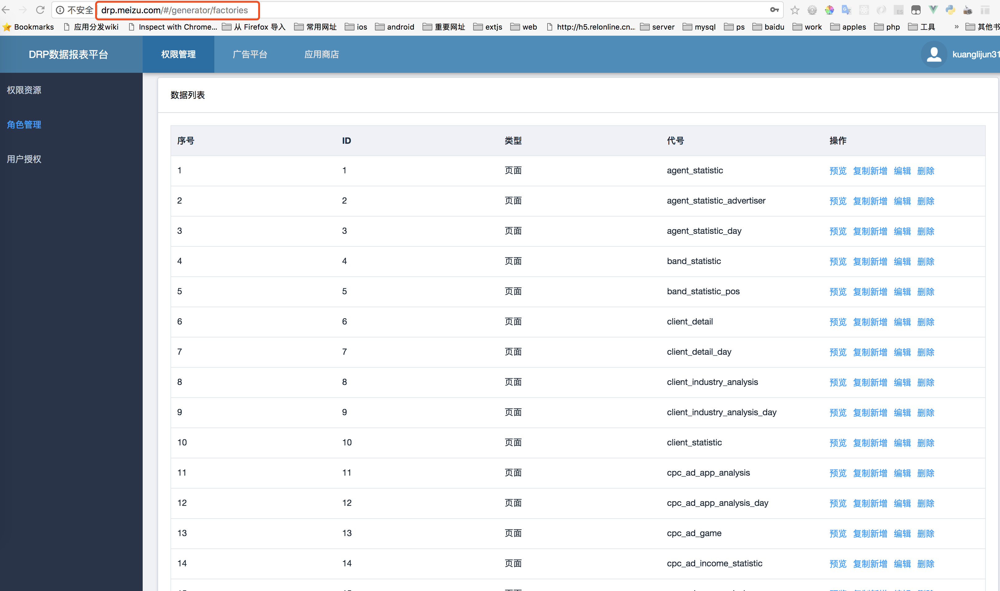 不安全 drp.meizu.com/#/generator/factories
Bookmarks 应用分发wiki Inspect with Chrome... 从 Firefox 导入 常用网址 ios android 重要网址 extjs web http://h5.relonline.cn... server mysql ps baidu work apples php 工具 » 其他书
DRP数据报表平台 权限管理 广告平台 应用商店 kuanglijun31
权限资源
角色管理
用户授权
数据列表
序号 ID 类型 代号 操作
1 1 页面 agent_statistic 预览 复制新增 编辑 删除
2 2 页面 agent_statistic_advertiser 预览 复制新增 编辑 删除
3 3 页面 agent_statistic_day 预览 复制新增 编辑 删除
4 4 页面 band_statistic 预览 复制新增 编辑 删除
5 5 页面 band_statistic_pos 预览 复制新增 编辑 删除
6 6 页面 client_detail 预览 复制新增 编辑 删除
7 7 页面 client_detail_day 预览 复制新增 编辑 删除
8 8 页面 client_industry_analysis 预览 复制新增 编辑 删除
9 9 页面 client_industry_analysis_day 预览 复制新增 编辑 删除
10 10 页面 client_statistic 预览 复制新增 编辑 删除
11 11 页面 cpc_ad_app_analysis 预览 复制新增 编辑 删除
12 12 页面 cpc_ad_app_analysis_day 预览 复制新增 编辑 删除
13 13 页面 cpc_ad_game 预览 复制新增 编辑 删除
14 14 页面 cpc_ad_income_statistic 预览 复制新增 编辑 删除